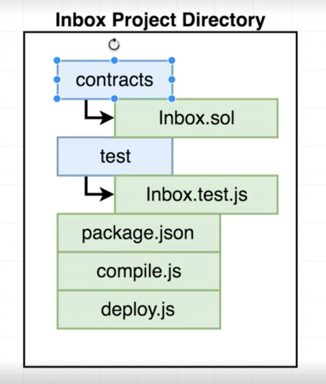 Inbox Project Directory
contracts
Inbox.sol
test
Inbox.test.js
package.json
compile.js
deploy.js